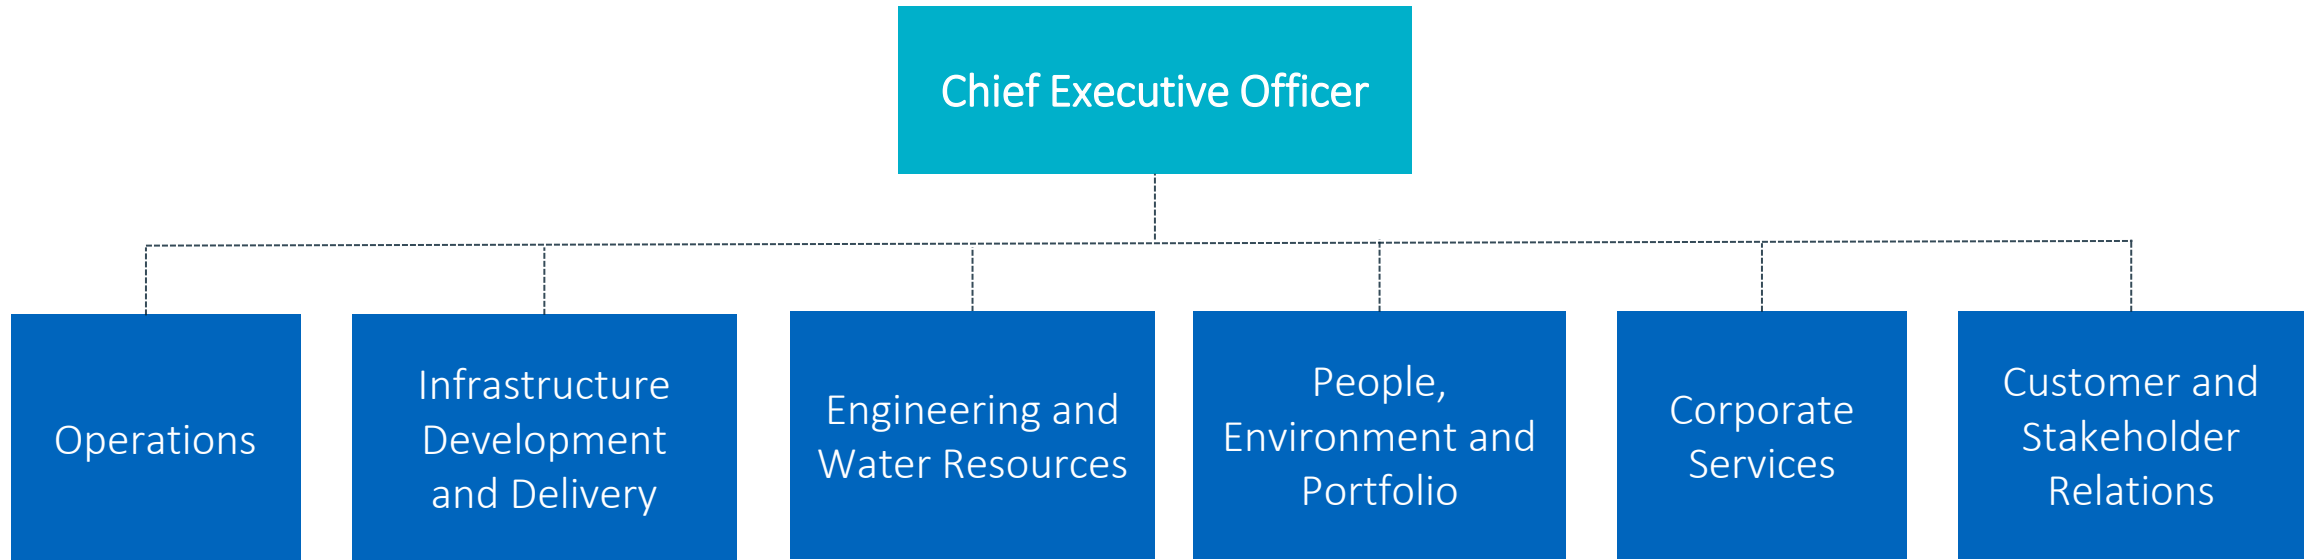 Chief Executive Officer
Operations
Infrastructure
Development
and Delivery
Engineering and
Water Resources
People,
Environment and
Portfolio
Corporate
Services
Customer and
Stakeholder
Relations